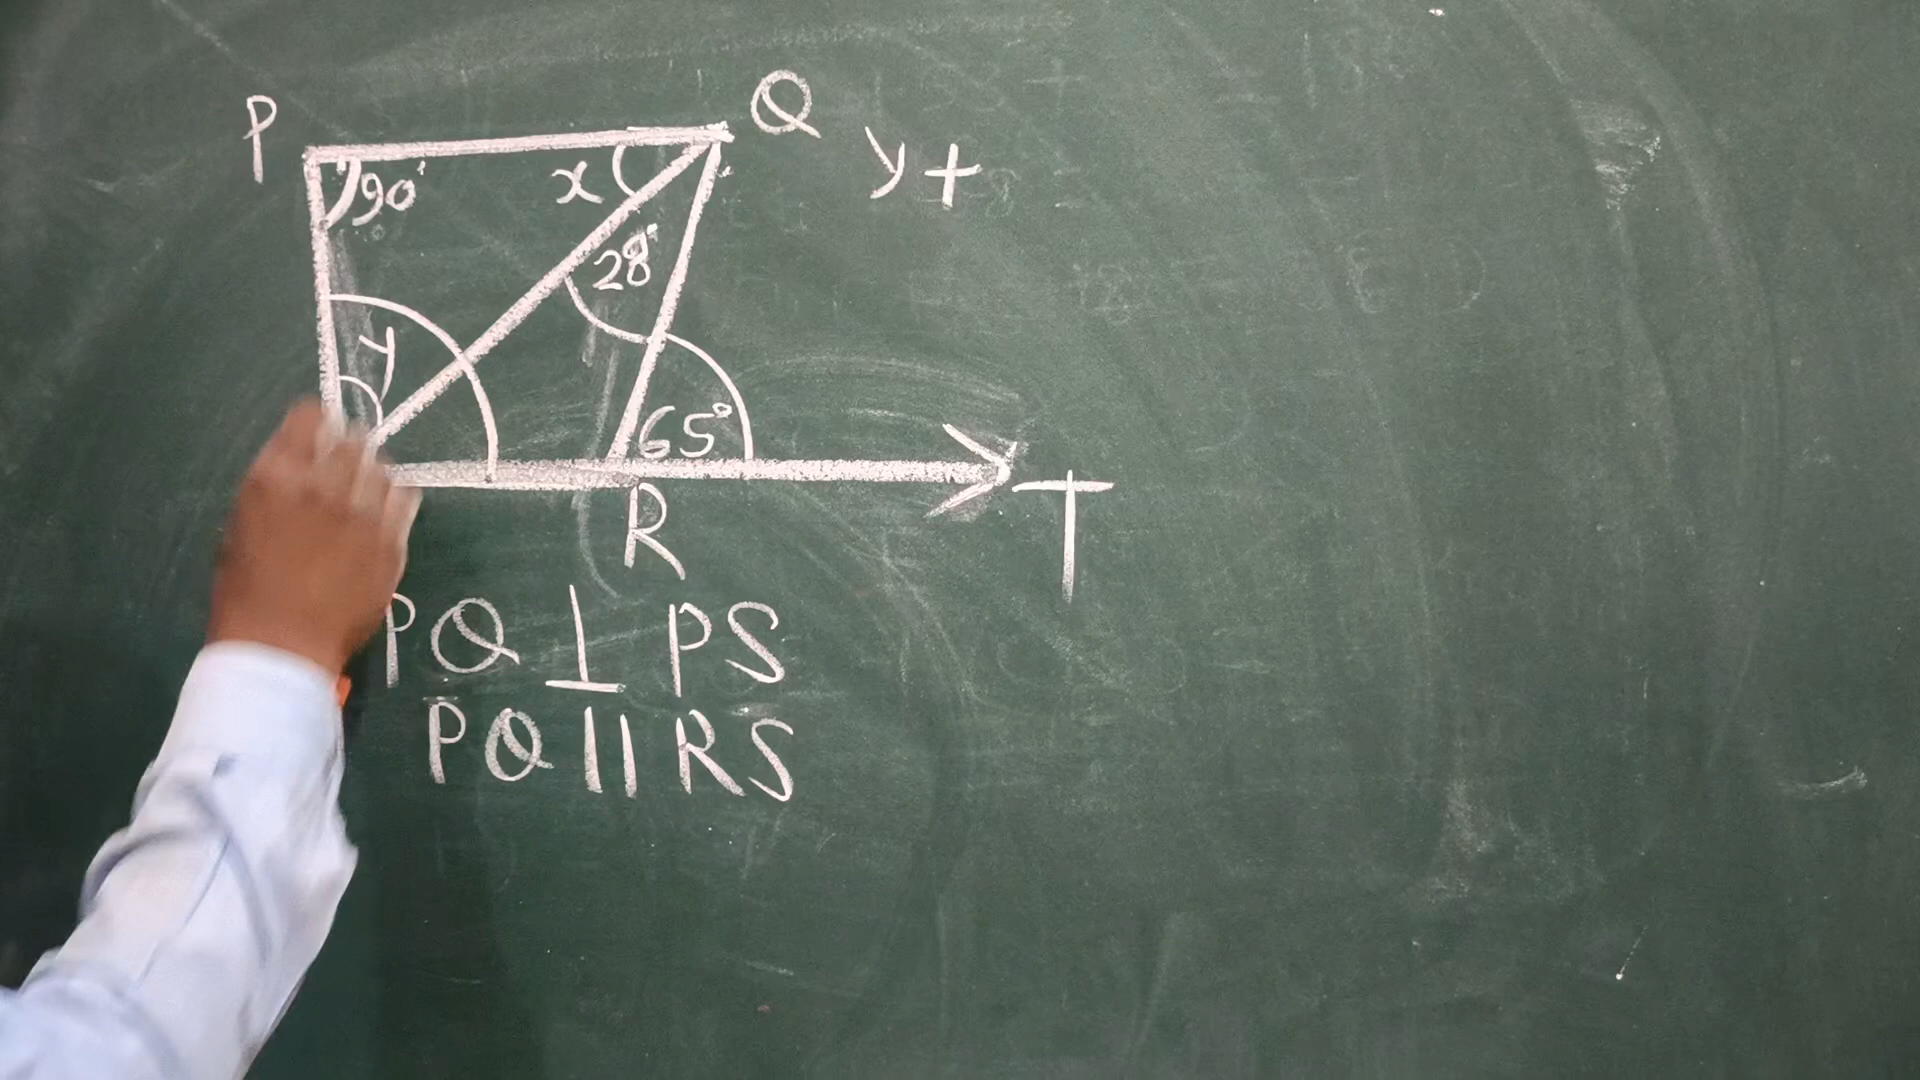 P
Q
y +
90°
x
28°
y
65°
R
T
PQ ⊥ PS
PQ || RS